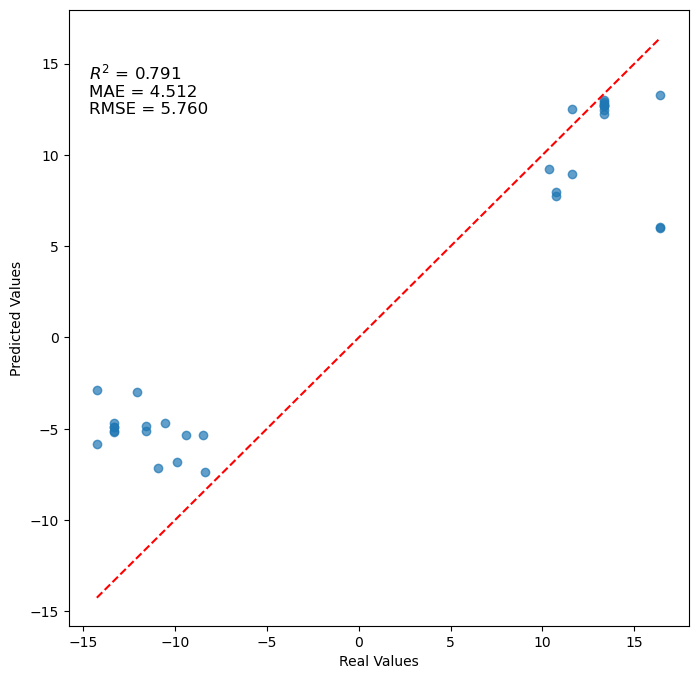 R² = 0.791
MAE = 4.512
RMSE = 5.760
15
10
5
0
−5
−10
−15
Predicted Values
−15 −10 −5 0 5 10 15
Real Values